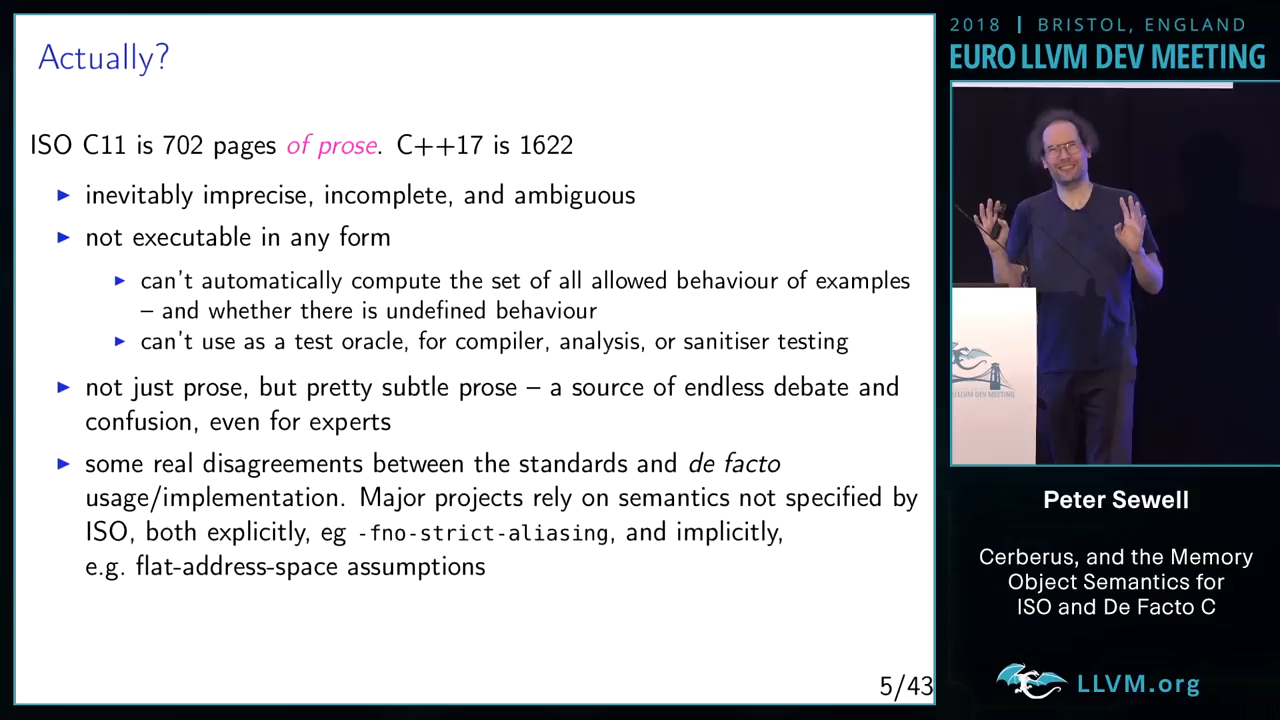 Actually?
ISO C11 is 702 pages of prose. C++17 is 1622
inevitably imprecise, incomplete, and ambiguous
not executable in any form
can't automatically compute the set of all allowed behaviour of examples
– and whether there is undefined behaviour
can't use as a test oracle, for compiler, analysis, or sanitiser testing
not just prose, but pretty subtle prose – a source of endless debate and
confusion, even for experts
some real disagreements between the standards and de facto
usage/implementation. Major projects rely on semantics not specified by
ISO, both explicitly, eg -fno-strict-aliasing, and implicitly,
e.g. flat-address-space assumptions
5/43
2018 | BRISTOL, ENGLAND
EURO LLVM DEV MEETING
LLVM DEV MEETING
Peter Sewell
Cerberus, and the Memory
Object Semantics for
ISO and De Facto C
LLVM.org